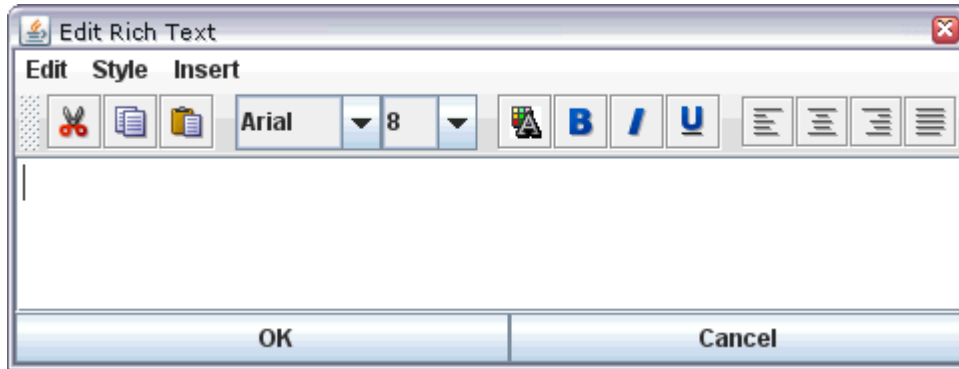 Edit Rich Text
Edit Style Insert
Arial 8 A B I U
OK Cancel